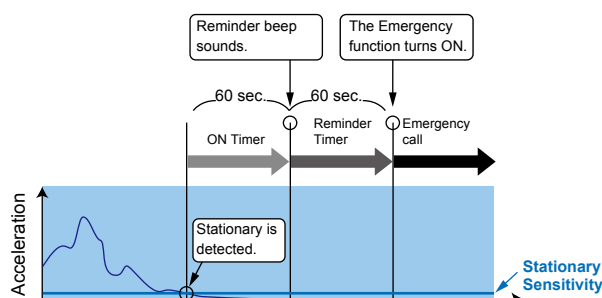 Reminder beep
sounds.
The Emergency
function turns ON.
60 sec.
60 sec.
ON Timer
Reminder
Timer
Emergency
call
Acceleration
Stationary is
detected.
Stationary
Sensitivity